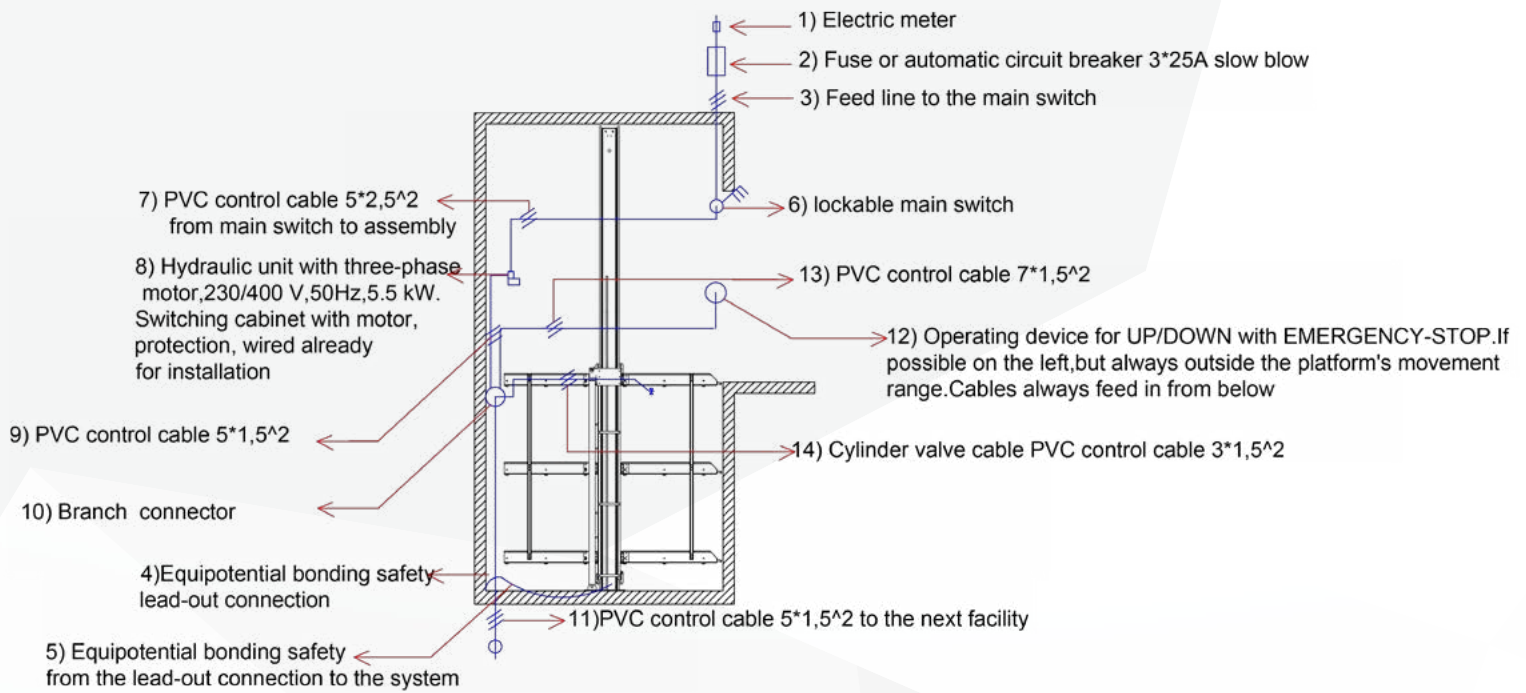 1) Electric meter
2) Fuse or automatic circuit breaker 3*25A slow blow
3) Feed line to the main switch
7) PVC control cable 5*2,5^2
from main switch to assembly
6) lockable main switch
8) Hydraulic unit with three-phase
motor,230/400 V,50Hz,5.5 kW.
Switching cabinet with motor,
protection, wired already
for installation
13) PVC control cable 7*1,5^2
12) Operating device for UP/DOWN with EMERGENCY-STOP.If
possible on the left,but always outside the platform's movement
range.Cables always feed in from below
9) PVC control cable 5*1,5^2
14) Cylinder valve cable PVC control cable 3*1,5^2
10) Branch connector
4)Equipotential bonding safety
lead-out connection
11)PVC control cable 5*1,5^2 to the next facility
5) Equipotential bonding safety
from the lead-out connection to the system